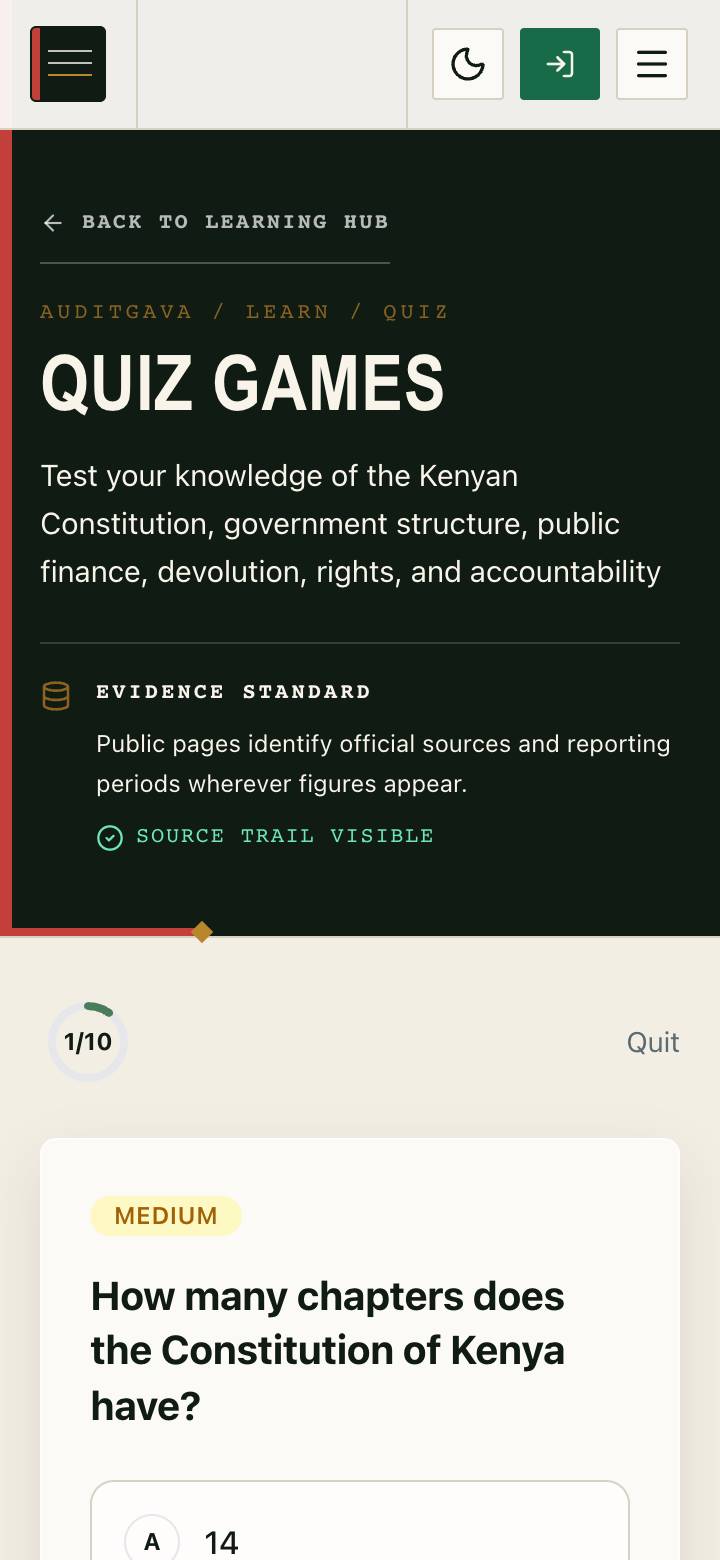 BACK TO LEARNING HUB
AUDITGAVA / LEARN / QUIZ
QUIZ GAMES
Test your knowledge of the Kenyan
Constitution, government structure, public
finance, devolution, rights, and accountability
EVIDENCE STANDARD
Public pages identify official sources and reporting
periods wherever figures appear.
SOURCE TRAIL VISIBLE
1/10
Quit
MEDIUM
How many chapters does
the Constitution of Kenya
have?
A 14